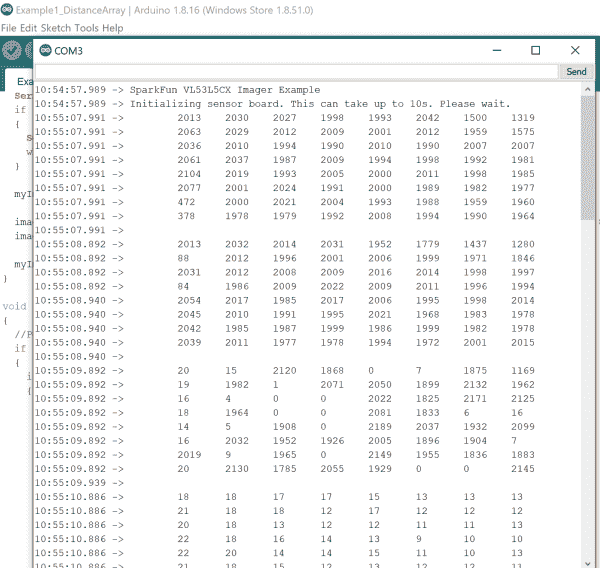 Example1_DistanceArray | Arduino 1.8.16 (Windows Store 1.8.51.0)
File Edit Sketch Tools Help
COM3
Send
Exa
Ser
if
{
S
w
}
myI
ima
ima
myI
}
void
{
//P
if
{
i
{
10:54:57.989 -> SparkFun VL53L5CX Imager Example
10:54:57.989 -> Initializing sensor board. This can take up to 10s. Please wait.
10:55:07.991 -> 2013 2030 2027 1998 1993 2042 1500 1319
10:55:07.991 -> 2063 2029 2012 2009 2001 2012 1959 1575
10:55:07.991 -> 2036 2010 1994 1990 2010 1990 2007 2007
10:55:07.991 -> 2061 2037 1987 2009 1994 1998 1992 1981
10:55:07.991 -> 2104 2019 1993 2005 2000 2011 1998 1985
10:55:07.991 -> 2077 2001 2024 1991 2000 1989 1982 1977
10:55:07.991 -> 472 2000 2021 2004 1993 1988 1959 1960
10:55:07.991 -> 378 1978 1979 1992 2008 1994 1990 1964
10:55:07.991 ->
10:55:08.892 -> 2013 2032 2014 2031 1952 1779 1437 1280
10:55:08.892 -> 88 2012 1996 2001 2006 1999 1971 1846
10:55:08.892 -> 2031 2012 2008 2009 2016 2014 1998 1997
10:55:08.892 -> 84 1986 2009 2022 2009 2011 1996 1994
10:55:08.940 -> 2054 2017 1985 2017 2006 1995 1998 2014
10:55:08.940 -> 2045 2010 1991 1995 2021 1968 1983 1978
10:55:08.940 -> 2042 1985 1987 1999 1986 1999 1982 1978
10:55:08.940 -> 2039 2011 1977 1978 1994 1972 2001 2015
10:55:08.940 ->
10:55:09.892 -> 20 15 2120 1868 0 7 1875 1169
10:55:09.892 -> 19 1982 1 2071 2050 1899 2132 1962
10:55:09.892 -> 16 4 0 0 2022 1825 2171 2125
10:55:09.892 -> 18 1964 0 0 2081 1833 6 16
10:55:09.892 -> 14 5 1908 0 2189 2037 1932 2099
10:55:09.892 -> 16 2032 1952 1926 2005 1896 1904 7
10:55:09.892 -> 2019 9 1965 0 2149 1955 1836 1883
10:55:09.892 -> 20 2130 1785 2055 1929 0 0 2145
10:55:09.939 ->
10:55:10.886 -> 18 18 17 17 15 13 13 13
10:55:10.886 -> 21 18 18 12 17 12 12 12
10:55:10.886 -> 20 18 13 12 12 11 11 13
10:55:10.886 -> 22 18 16 14 13 9 10 10
10:55:10.886 -> 22 20 14 14 15 11 10 13
10:55:10.886 -> 21 18 15 12 13 12 12 11